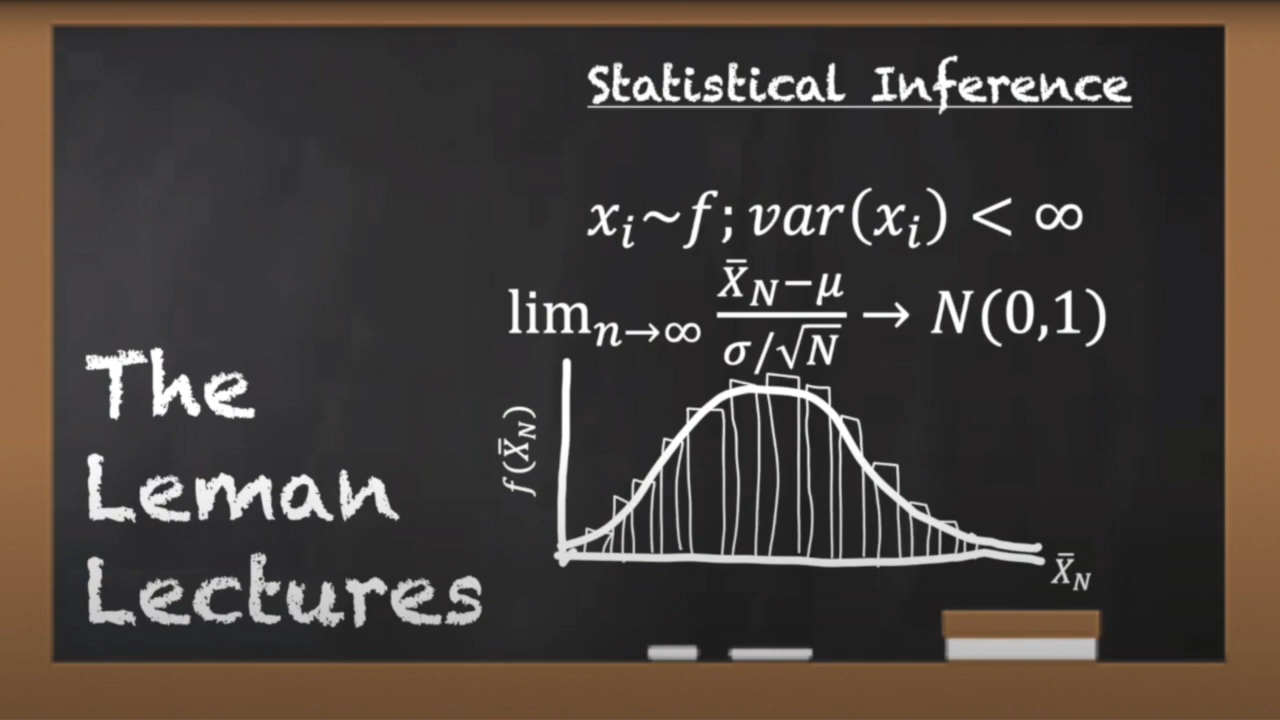 Statistical Inference
xᵢ~f; var(xᵢ) < ∞
limₙ→∞ (X̄_N−μ)/(σ/√N) → N(0,1)
The
Leman
Lectures
f(X̄_N)
X̄_N